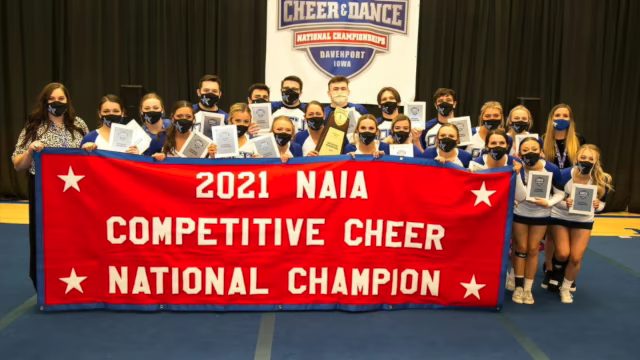 CHEER & DANCE
NATIONAL CHAMPIONSHIPS
DAVENPORT
IOWA
2021 NAIA
COMPETITIVE CHEER
NATIONAL CHAMPION